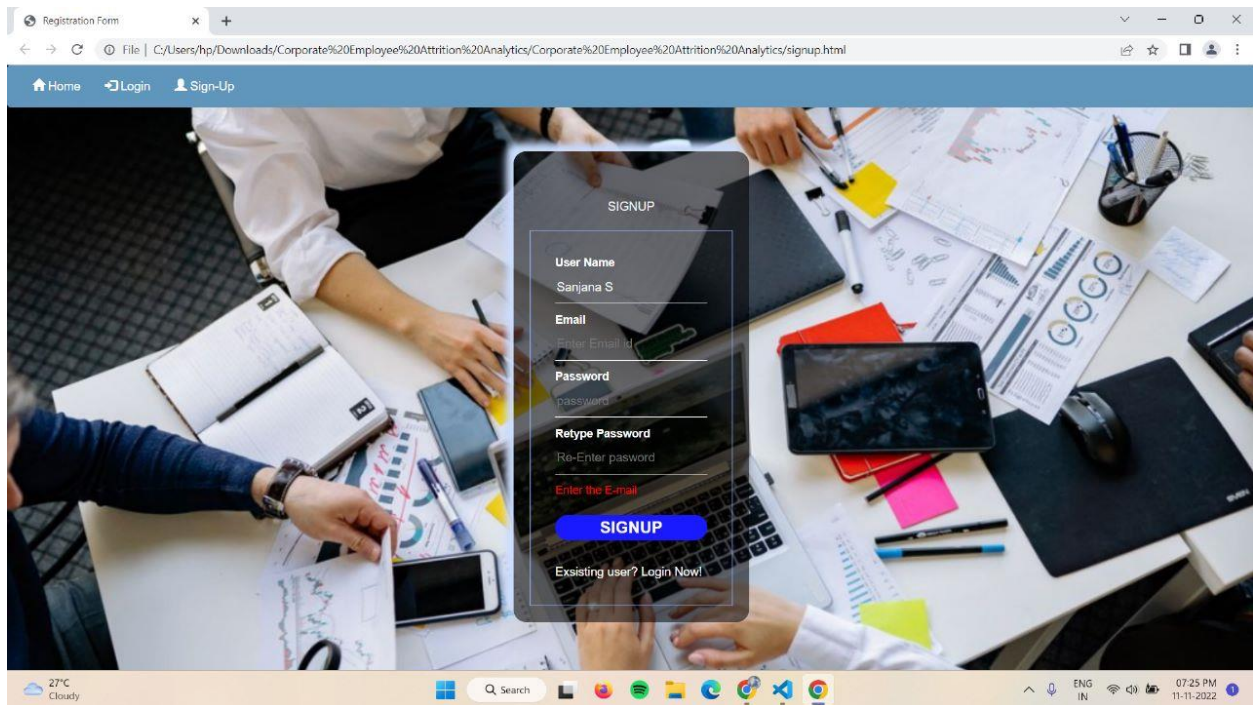 Registration Form
File | C:/Users/hp/Downloads/Corporate%20Employee%20Attrition%20Analytics/Corporate%20Employee%20Attrition%20Analytics/signup.html
Home Login Sign-Up
SIGNUP
User Name
Sanjana S
Email
Enter Email id
Password
password
Retype Password
Re-Enter pasword
Enter the E-mail
SIGNUP
Exsisting user? Login Now!
27°C
Cloudy
Search
ENG
IN
07:25 PM
11-11-2022
1